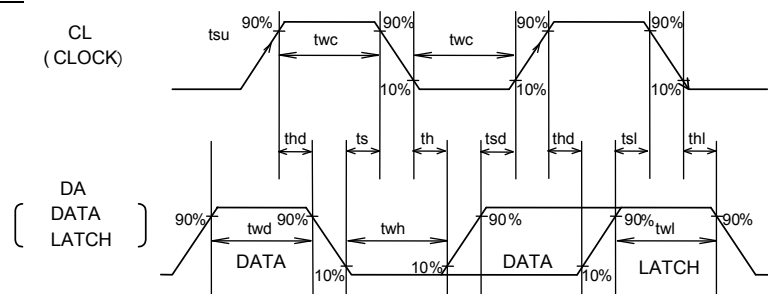 CL
( CLOCK)
tsu
90%
twc
90%
twc
90%
90%
10%
10%
10%
thd
ts
th
tsd
thd
tsl
thl
DA
DATA
LATCH
90%
twd
90%
twh
90%
90%
twl
90%
DATA
10%
10%
DATA
10%
LATCH